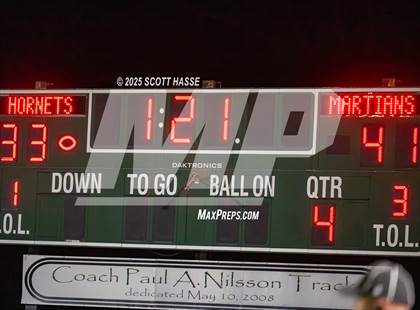 © 2025 SCOTT HASSE
HORNETS 1:21 MARTIANS
33 41
DAKTRONICS
DOWN TO GO BALL ON QTR
1 3
MAXPREPS.COM
T.O.L. 4 T.O.L.
Coach Paul A. Nilsson Track
dedicated May 10, 2008